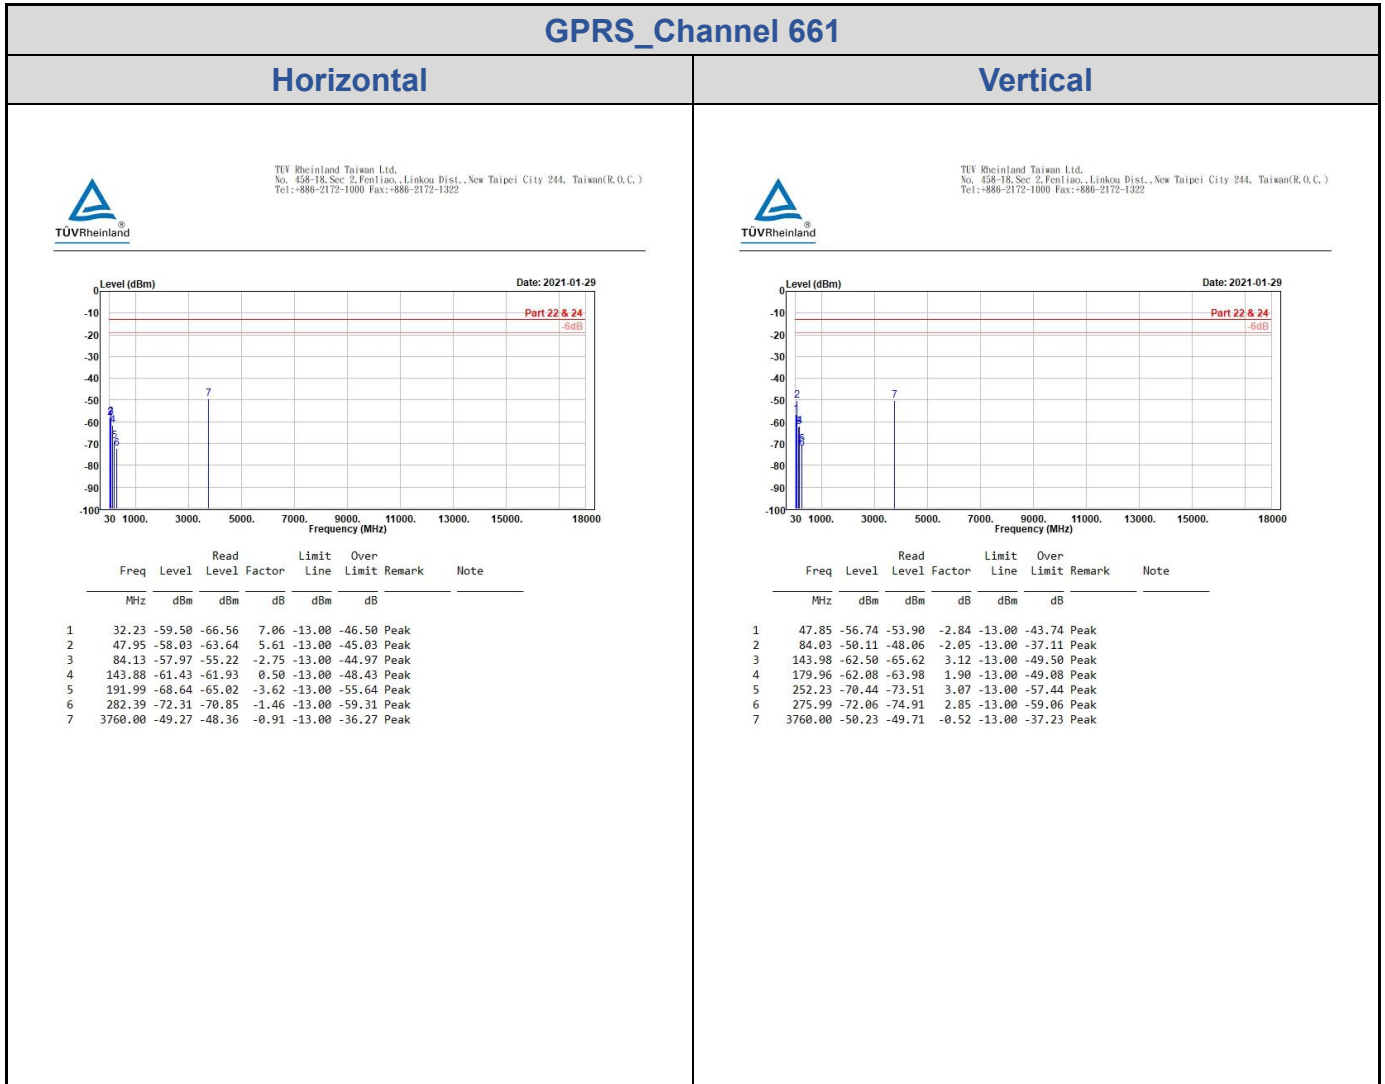 GPRS_Channel 661
Horizontal
Vertical
TUV Rheinland Taiwan Ltd.
No. 458-18,Sec 2,Fenliao.,Linkou Dist.,New Taipei City 244, Taiwan(R.O.C.)
Tel:+886-2172-1000 Fax:+886-2172-1322
TÜVRheinland®
Level (dBm)
Date: 2021-01-29
0
-10
-20
-30
-40
-50
-60
-70
-80
-90
-100
Part 22 & 24
-6dB
2
4
5
6
7
30 1000. 3000. 5000. 7000. 9000. 11000. 13000. 15000. 18000
Frequency (MHz)
Read Limit Over
Freq Level Level Factor Line Limit Remark Note
MHz dBm dBm dB dBm dB
1 32.23 -59.50 -66.56 7.06 -13.00 -46.50 Peak
2 47.95 -58.03 -63.64 5.61 -13.00 -45.03 Peak
3 84.13 -57.97 -55.22 -2.75 -13.00 -44.97 Peak
4 143.88 -61.43 -61.93 0.50 -13.00 -48.43 Peak
5 191.99 -68.64 -65.02 -3.62 -13.00 -55.64 Peak
6 282.39 -72.31 -70.85 -1.46 -13.00 -59.31 Peak
7 3760.00 -49.27 -48.36 -0.91 -13.00 -36.27 Peak
TUV Rheinland Taiwan Ltd.
No. 458-18,Sec 2,Fenliao.,Linkou Dist.,New Taipei City 244, Taiwan(R.O.C.)
Tel:+886-2172-1000 Fax:+886-2172-1322
TÜVRheinland®
Level (dBm)
Date: 2021-01-29
0
-10
-20
-30
-40
-50
-60
-70
-80
-90
-100
Part 22 & 24
-6dB
2
7
30 1000. 3000. 5000. 7000. 9000. 11000. 13000. 15000. 18000
Frequency (MHz)
Read Limit Over
Freq Level Level Factor Line Limit Remark Note
MHz dBm dBm dB dBm dB
1 47.85 -56.74 -53.90 -2.84 -13.00 -43.74 Peak
2 84.03 -50.11 -48.06 -2.05 -13.00 -37.11 Peak
3 143.98 -62.50 -65.62 3.12 -13.00 -49.50 Peak
4 179.96 -62.08 -63.98 1.90 -13.00 -49.08 Peak
5 252.23 -70.44 -73.51 3.07 -13.00 -57.44 Peak
6 275.99 -72.06 -74.91 2.85 -13.00 -59.06 Peak
7 3760.00 -50.23 -49.71 -0.52 -13.00 -37.23 Peak